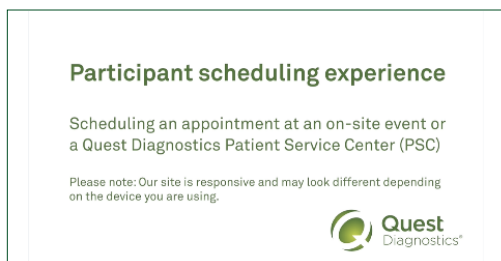 Participant scheduling experience
Scheduling an appointment at an on-site event or
a Quest Diagnostics Patient Service Center (PSC)
Please note: Our site is responsive and may look different depending
on the device you are using.
Quest
Diagnostics®